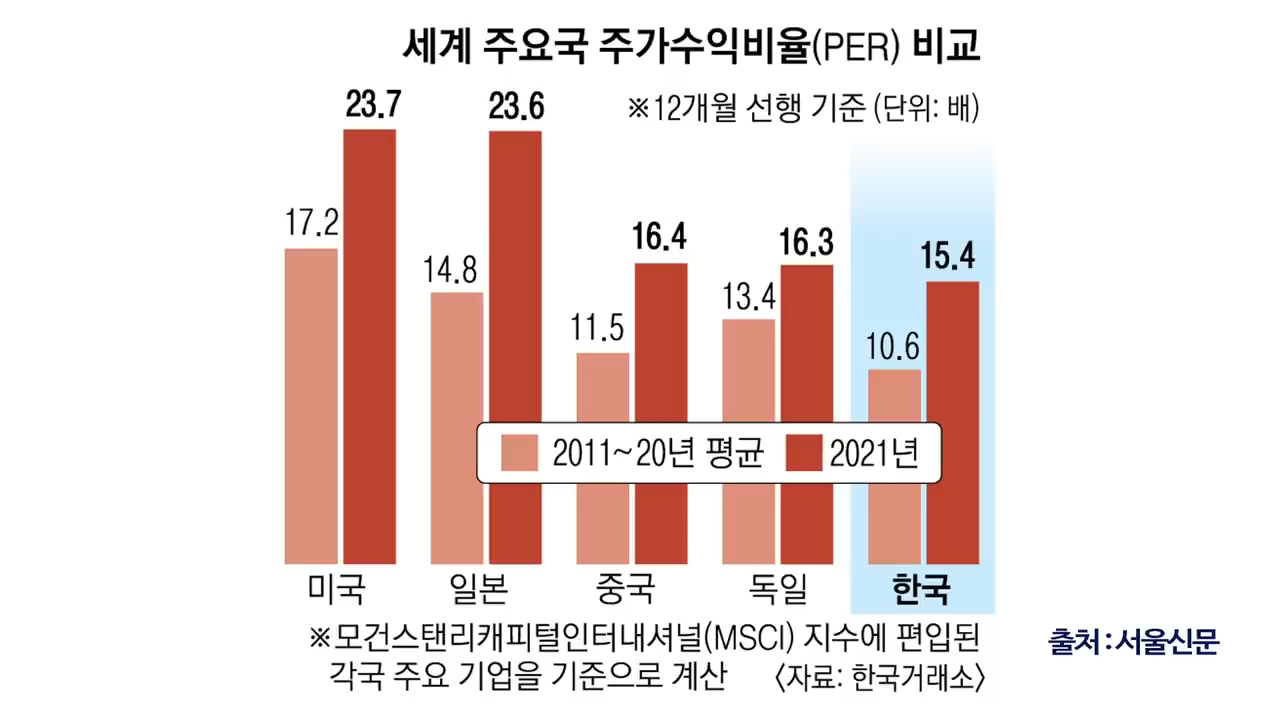 세계 주요국 주가수익비율(PER) 비교
※12개월 선행 기준 (단위: 배)
17.2
23.7
14.8
23.6
11.5
16.4
13.4
16.3
10.6
15.4
2011~20년 평균
2021년
미국
일본
중국
독일
한국
※모건스탠리캐피털인터내셔널(MSCI) 지수에 편입된
각국 주요 기업을 기준으로 계산
〈자료: 한국거래소〉
출처 : 서울신문